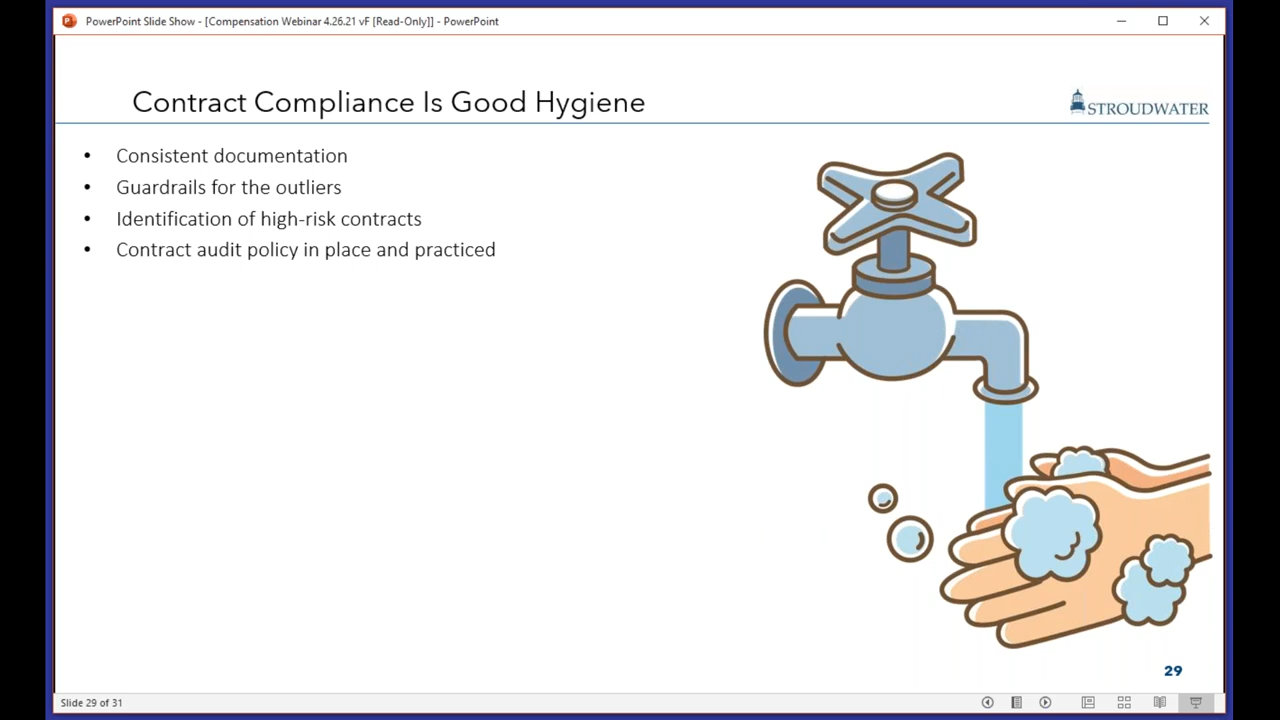 PowerPoint Slide Show - [Compensation Webinar 4.26.21 vF [Read-Only]] - PowerPoint
Contract Compliance Is Good Hygiene
STROUDWATER
• Consistent documentation
• Guardrails for the outliers
• Identification of high-risk contracts
• Contract audit policy in place and practiced
29
Slide 29 of 31